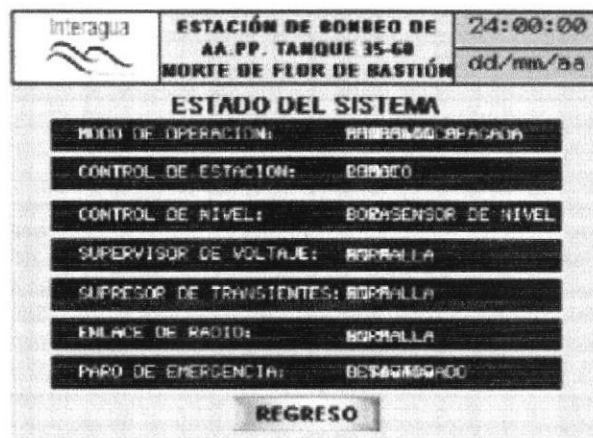 Interagua
ESTACIÓN DE BOMBEO DE
AA.PP. TANQUE 35-60
NORTE DE FLOR DE BASTIÓN
24:00:00
dd/mm/aa
ESTADO DEL SISTEMA
MODO DE OPERACION:
CONTROL DE ESTACION:
CONTROL DE NIVEL: SENSOR DE NIVEL
SUPERVISOR DE VOLTAJE:
SUPRESOR DE TRANSIENTES:
ENLACE DE RADIO:
PARO DE EMERGENCIA:
REGRESO